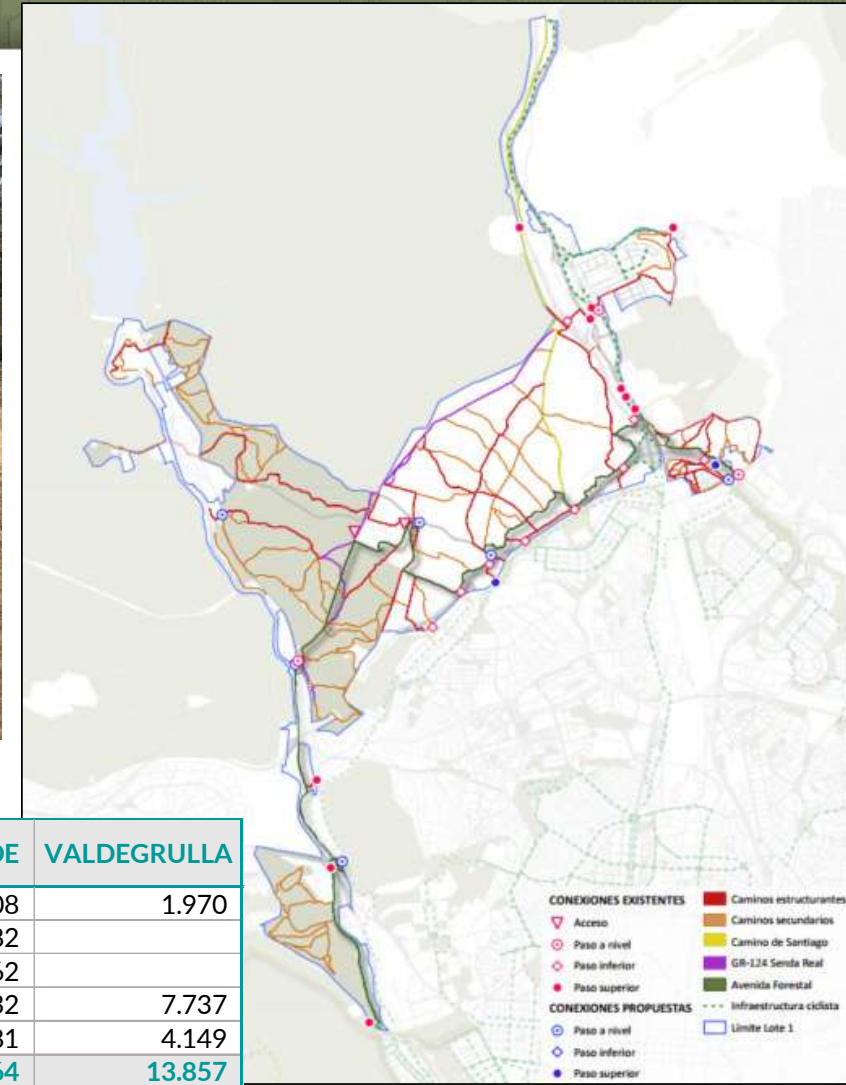 DE VALDEGRULLA
08 1.970
32
62
32 7.737
31 4.149
64 13.857
CONEXIONES EXISTENTES
Acceso
Paso a nivel
Paso inferior
Paso superior
CONEXIONES PROPUESTAS
Paso a nivel
Paso inferior
Paso superior
Caminos estructurantes
Caminos secundarios
Camino de Santiago
GR-124 Senda Real
Avenida Forestal
Infraestructura ciclista
Límite Lote 1